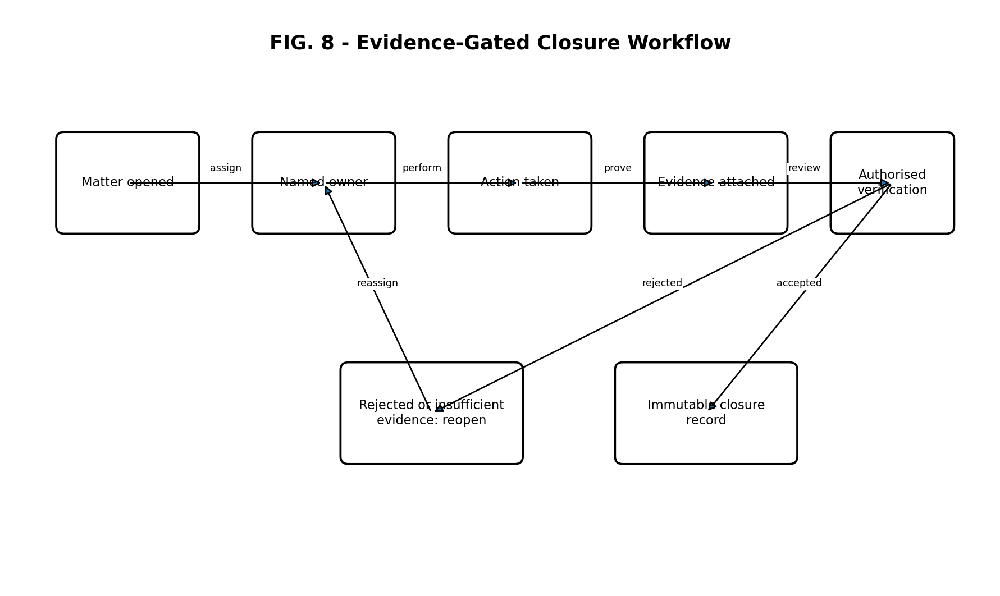 FIG. 8 - Evidence-Gated Closure Workflow
assign
perform
prove
review
Matter opened
Named owner
Action taken
Evidence attached
Authorised
verification
reassign
rejected
accepted
Rejected or insufficient
evidence: reopen
Immutable closure
record